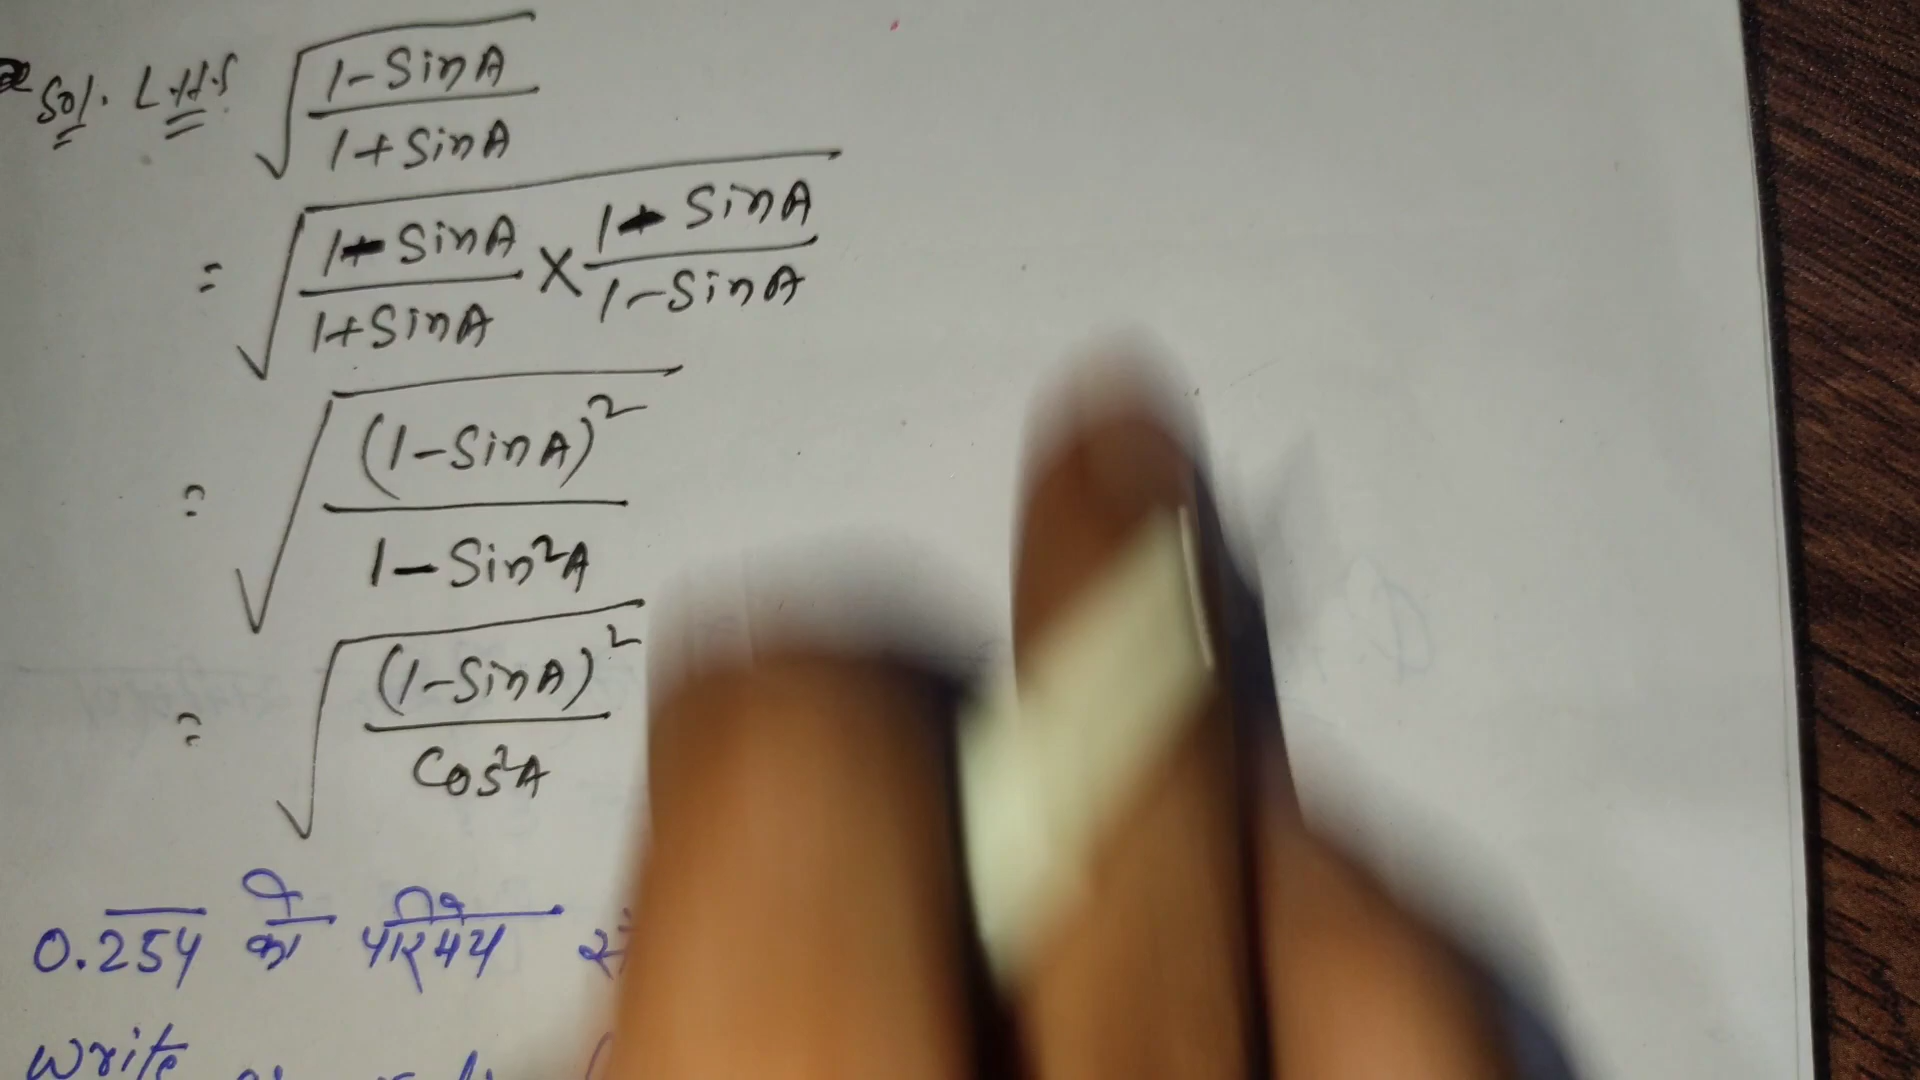 Sol. L.H.S √((1-SinA)/(1+SinA))
= √((1-SinA)/(1+SinA) × (1-SinA)/(1-SinA))
= √((1-SinA)²/(1-Sin²A))
= √((1-SinA)²/Cos²A)
0.254̅ को परिमेय
Write